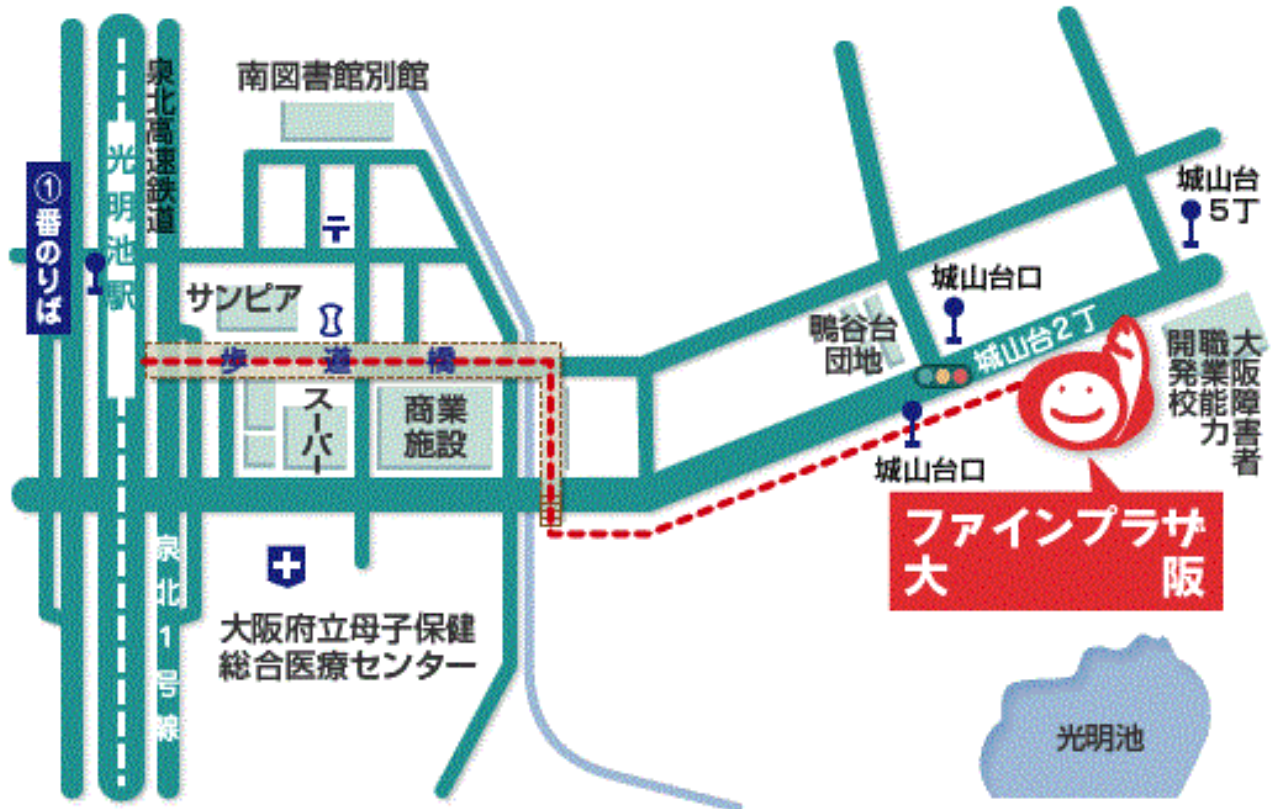 南図書館別館
泉北高速鉄道
光明池駅
①番のりば
〒
サンピア
歩道橋
スーパー
商業
施設
城山台
5丁
城山台口
鴨谷台
団地
城山台2丁
城山台口
大阪障害者
職業能力
開発校
ファインプラザ
大阪
泉北1号線
大阪府立母子保健
総合医療センター
光明池